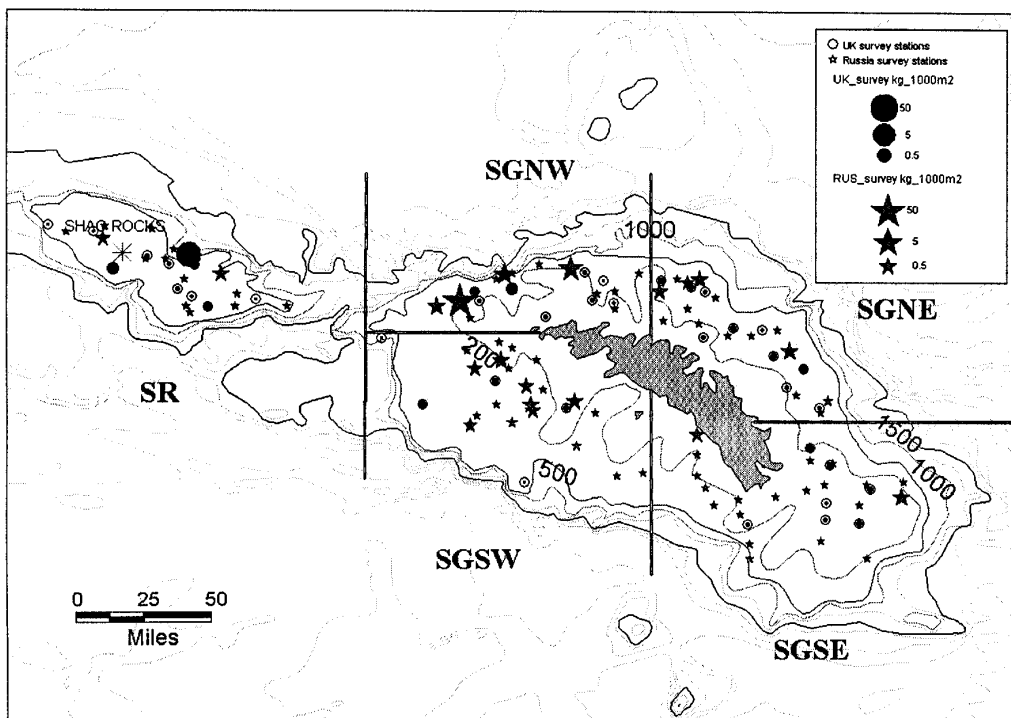 UK survey stations
Russia survey stations
UK_survey kg_1000m2
50
5
0.5
RUS_survey kg_1000m2
50
5
0.5
SGNW
SHAG ROCKS
1000
SGNE
200
SR
1500
1000
500
SGSW
0 25 50
Miles
SGSE